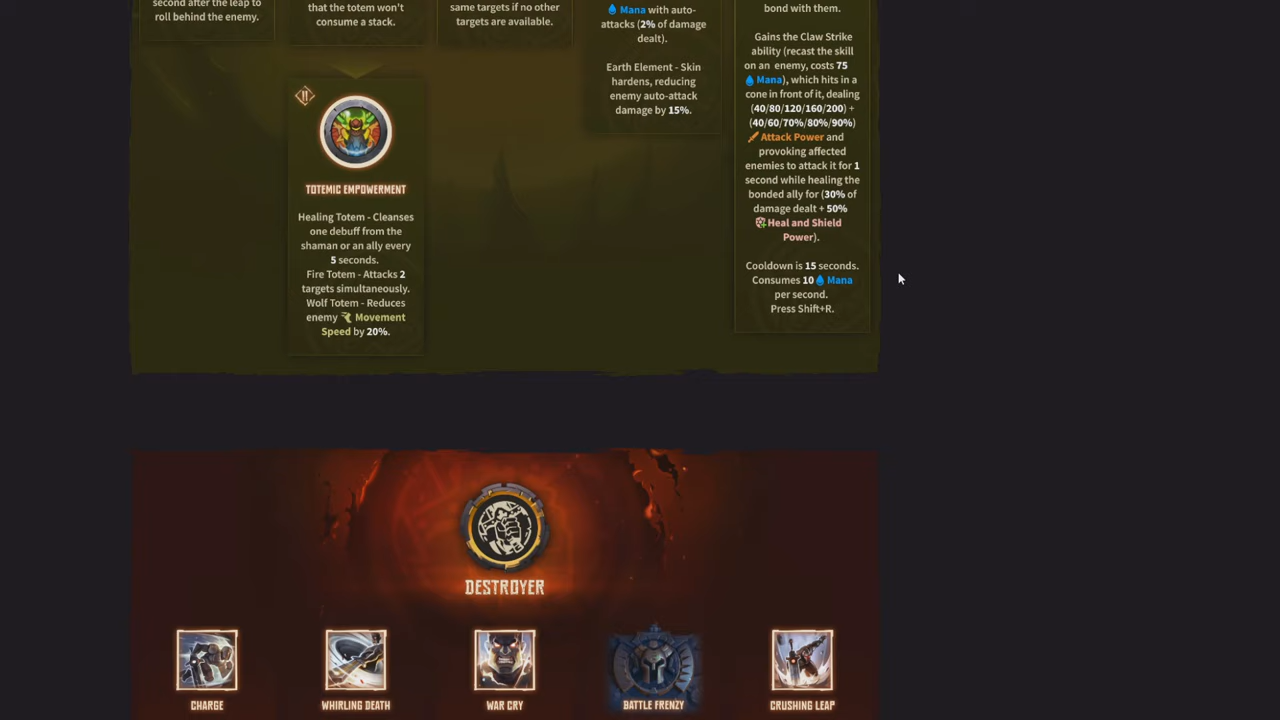 second after the leap to
roll behind the enemy.
that the totem won't
consume a stack.
same targets if no other
targets are available.
Mana with auto-
attacks (2% of damage
dealt).
Earth Element - Skin
hardens, reducing
enemy auto-attack
damage by 15%.
bond with them.
Gains the Claw Strike
ability (recast the skill
on an enemy, costs 75
Mana), which hits in a
cone in front of it, dealing
(40/80/120/160/200) +
(40/60/70%/80%/90%)
Attack Power and
provoking affected
enemies to attack it for 1
second while healing the
bonded ally for (30% of
damage dealt + 50%
Heal and Shield
Power).
Cooldown is 15 seconds.
Consumes 10 Mana
per second.
Press Shift+R.
II
TOTEMIC EMPOWERMENT
Healing Totem - Cleanses
one debuff from the
shaman or an ally every
5 seconds.
Fire Totem - Attacks 2
targets simultaneously.
Wolf Totem - Reduces
enemy Movement
Speed by 20%.
DESTROYER
CHARGE
WHIRLING DEATH
WAR CRY
BATTLE FRENZY
CRUSHING LEAP